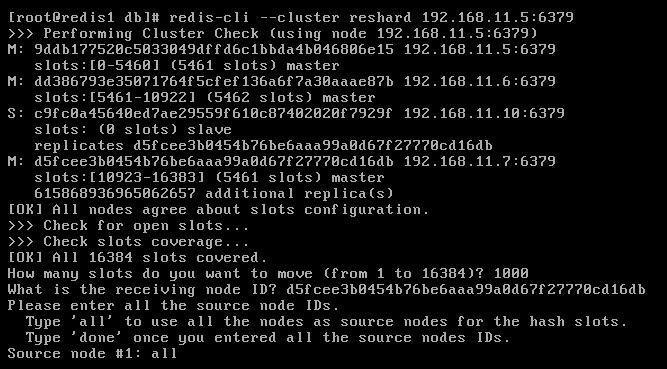 [root@redis1 db]# redis-cli --cluster reshard 192.168.11.5:6379
>>> Performing Cluster Check (using node 192.168.11.5:6379)
M: 9ddb177520c5033049dffd6c1bbda4b046806e15 192.168.11.5:6379
   slots:[0-5460] (5461 slots) master
M: dd386793e35071764f5cfef136a6f7a30aaae87b 192.168.11.6:6379
   slots:[5461-10922] (5462 slots) master
S: c9fc0a45640ed7ae29559f610c87402020f7929f 192.168.11.10:6379
   slots: (0 slots) slave
   replicates d5fcee3b0454b76be6aaa99a0d67f27770cd16db
M: d5fcee3b0454b76be6aaa99a0d67f27770cd16db 192.168.11.7:6379
   slots:[10923-16383] (5461 slots) master
   615868936965062657 additional replica(s)
[OK] All nodes agree about slots configuration.
>>> Check for open slots...
>>> Check slots coverage...
[OK] All 16384 slots covered.
How many slots do you want to move (from 1 to 16384)? 1000
What is the receiving node ID? d5fcee3b0454b76be6aaa99a0d67f27770cd16db
Please enter all the source node IDs.
  Type 'all' to use all the nodes as source nodes for the hash slots.
  Type 'done' once you entered all the source nodes IDs.
Source node #1: all